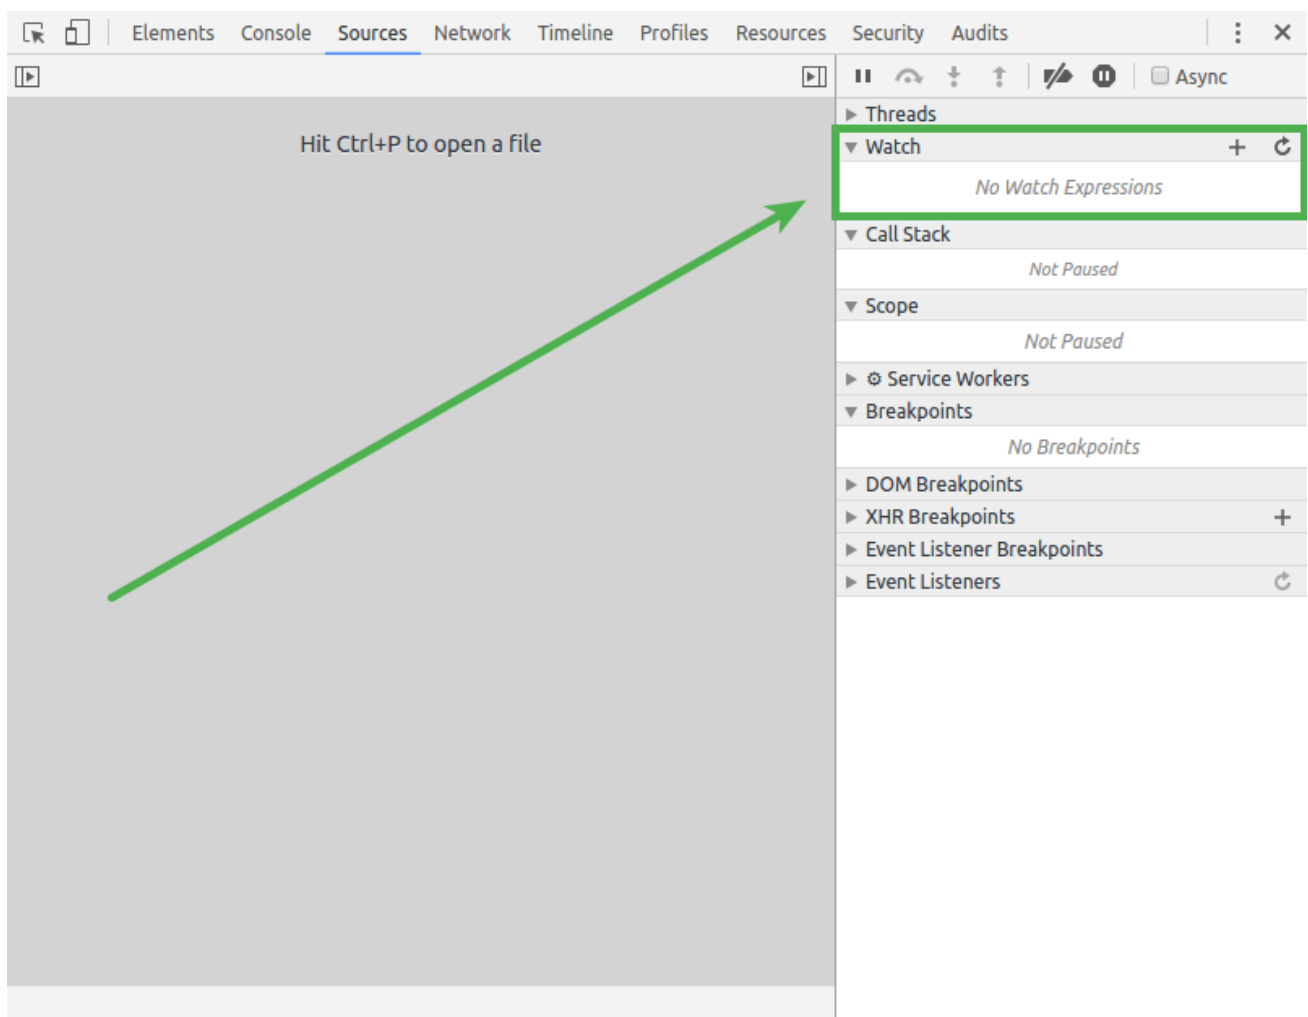 Elements Console Sources Network Timeline Profiles Resources Security Audits
Async
Hit Ctrl+P to open a file
Threads
Watch
No Watch Expressions
Call Stack
Not Paused
Scope
Not Paused
Service Workers
Breakpoints
No Breakpoints
DOM Breakpoints
XHR Breakpoints
Event Listener Breakpoints
Event Listeners